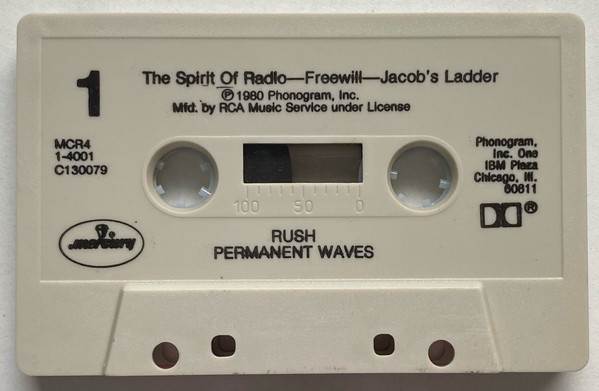 1
The Spirit Of Radio—Freewill—Jacob's Ladder
Ⓟ 1980 Phonogram, Inc.
Mfd. by RCA Music Service under License
MCR4
1-4001
C130079
Phonogram,
Inc. One
IBM Plaza
Chicago, Ill.
60611
®
100 50 0
mercury
RUSH
PERMANENT WAVES